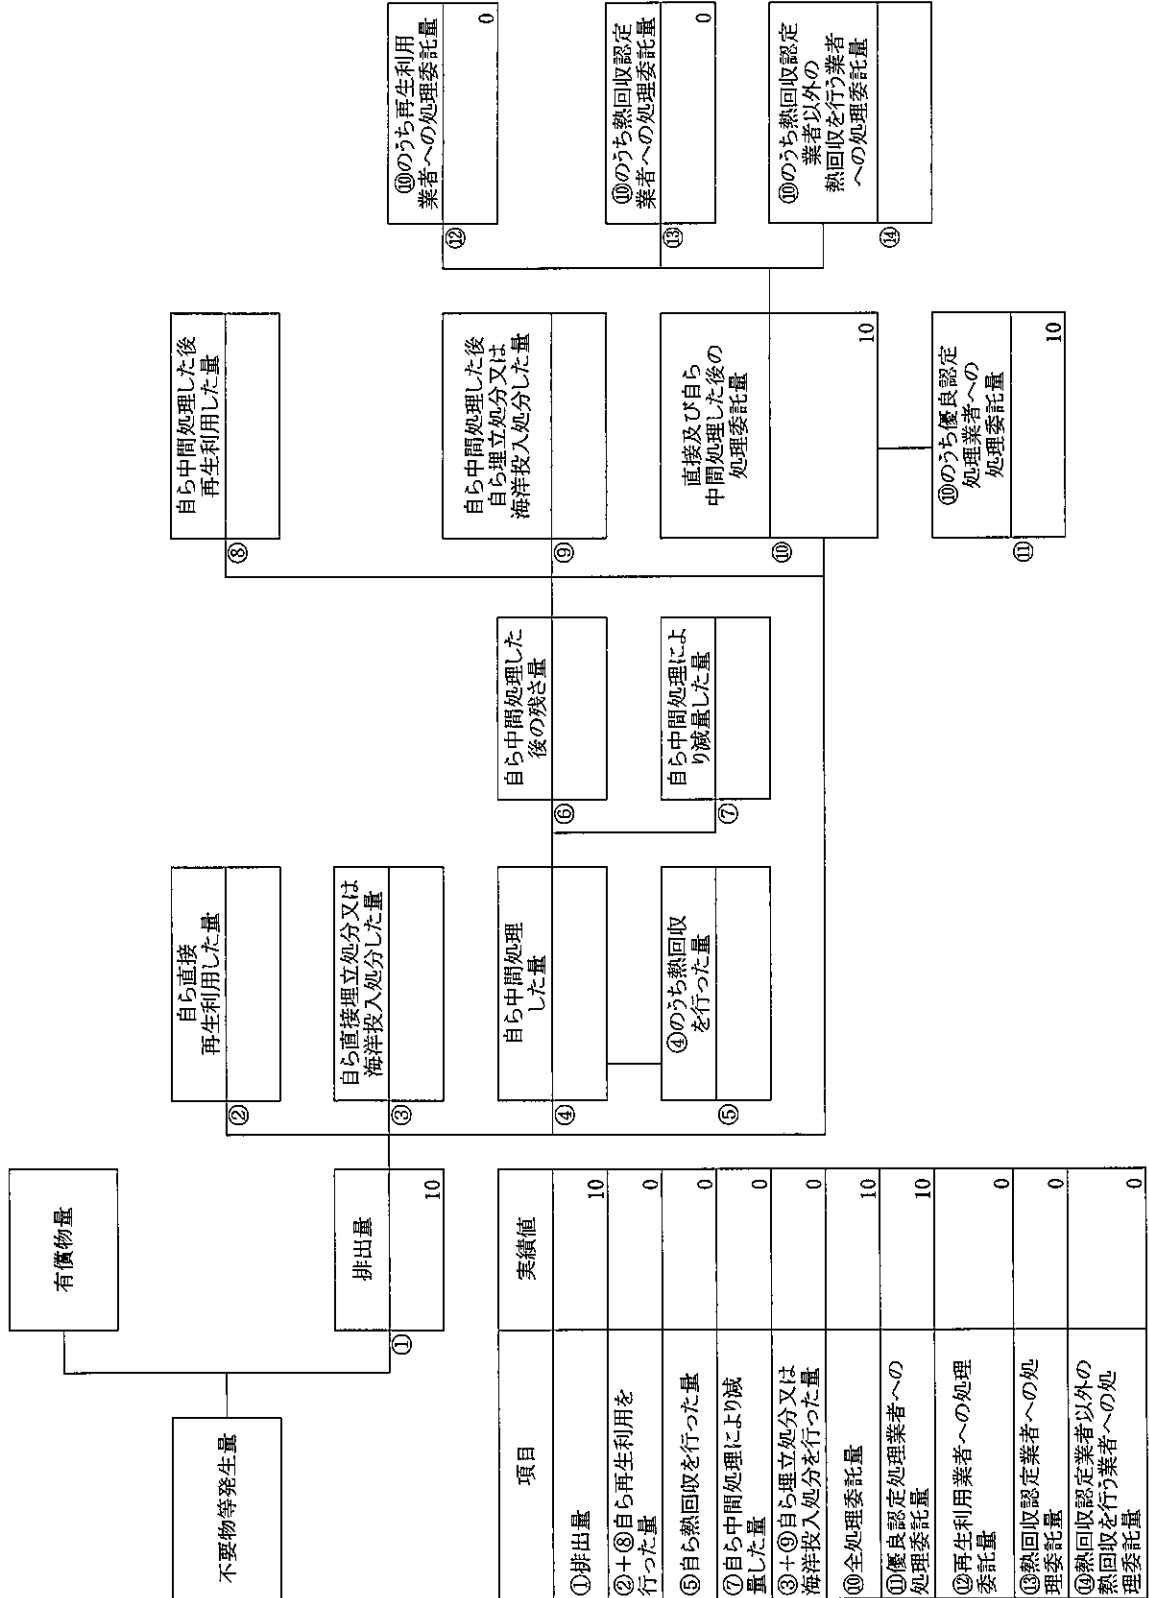 不要物等発生量
有償物量
①
排出量
10
②
自ら直接
再生利用した量
③
自ら直接埋立処分又は
海洋投入処分した量
④
自ら中間処理
した量
⑤
④のうち熱回収
を行った量
⑥
自ら中間処理した
後の残さ量
⑦
自ら中間処理によ
り減量した量
⑧
自ら中間処理した後
再生利用した量
⑨
自ら中間処理した後
自ら埋立処分又は
海洋投入処分した量
⑩
直接及び自ら
中間処理した後の
処理委託量
10
⑪
⑩のうち優良認定
処理業者への
処理委託量
10
⑫
⑩のうち再生利用
業者への処理委託量
0
⑬
⑩のうち熱回収認定
業者への処理委託量
0
⑭
⑩のうち熱回収認定
業者以外の
熱回収を行う業者
への処理委託量
項目 実績値
①排出量 10
②+⑧自ら再生利用を
行った量 0
⑤自ら熱回収を行った量 0
⑦自ら中間処理により減
量した量 0
③+⑨自ら埋立処分又は
海洋投入処分を行った量 0
⑩全処理委託量 10
⑪優良認定処理業者への
処理委託量 10
⑫再生利用業者への処理
委託量 0
⑬熱回収認定業者への処
理委託量 0
⑭熱回収認定業者以外の
熱回収を行う業者への処
理委託量 0